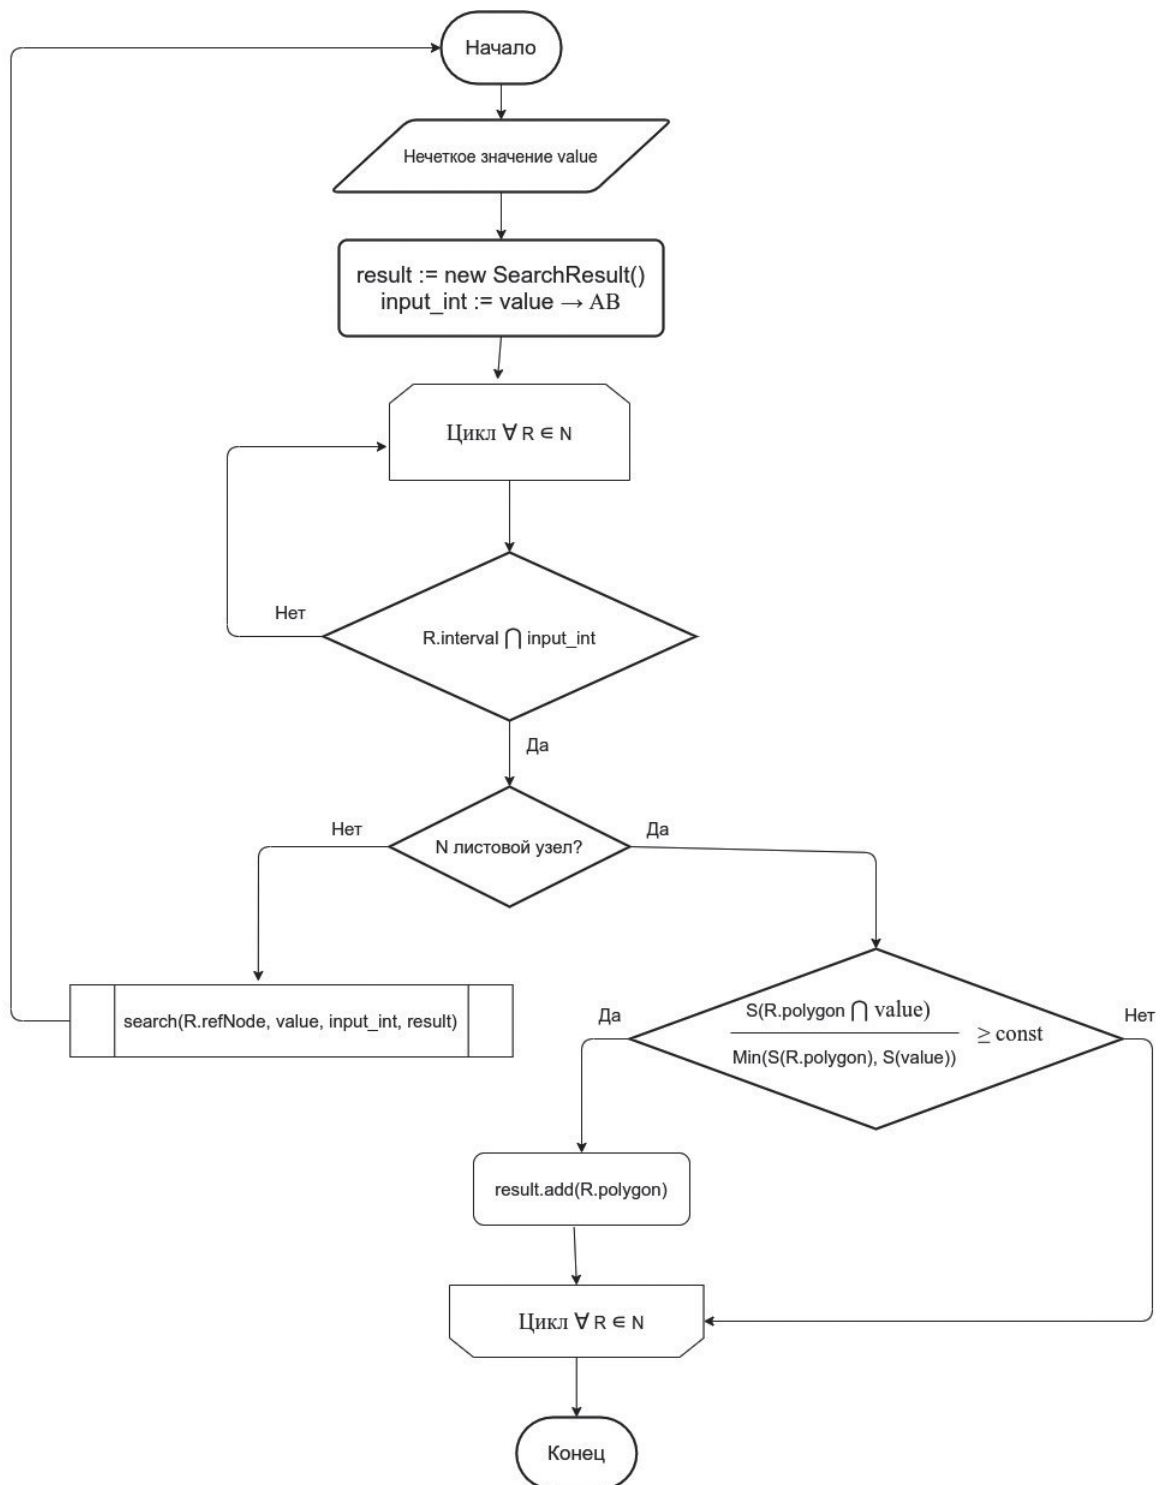 Начало
Нечеткое значение value
result := new SearchResult()
input_int := value → AB
Цикл ∀ R ∈ N
Нет
R.interval ⋂ input_int
Да
Нет
N листовой узел?
Да
search(R.refNode, value, input_int, result)
Да
S(R.polygon ⋂ value)
Min(S(R.polygon), S(value))
≥ const
Нет
result.add(R.polygon)
Цикл ∀ R ∈ N
Конец